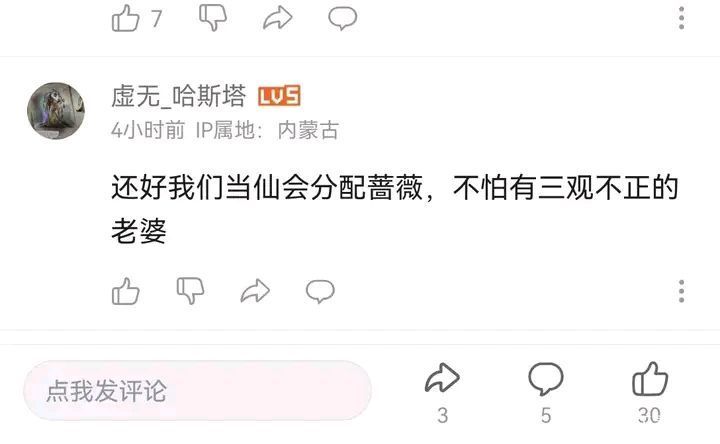 7
虚无_哈斯塔 LV5
4小时前 IP属地：内蒙古
还好我们当仙会分配蔷薇，不怕有三观不正的
老婆
点我发评论
3
5
30